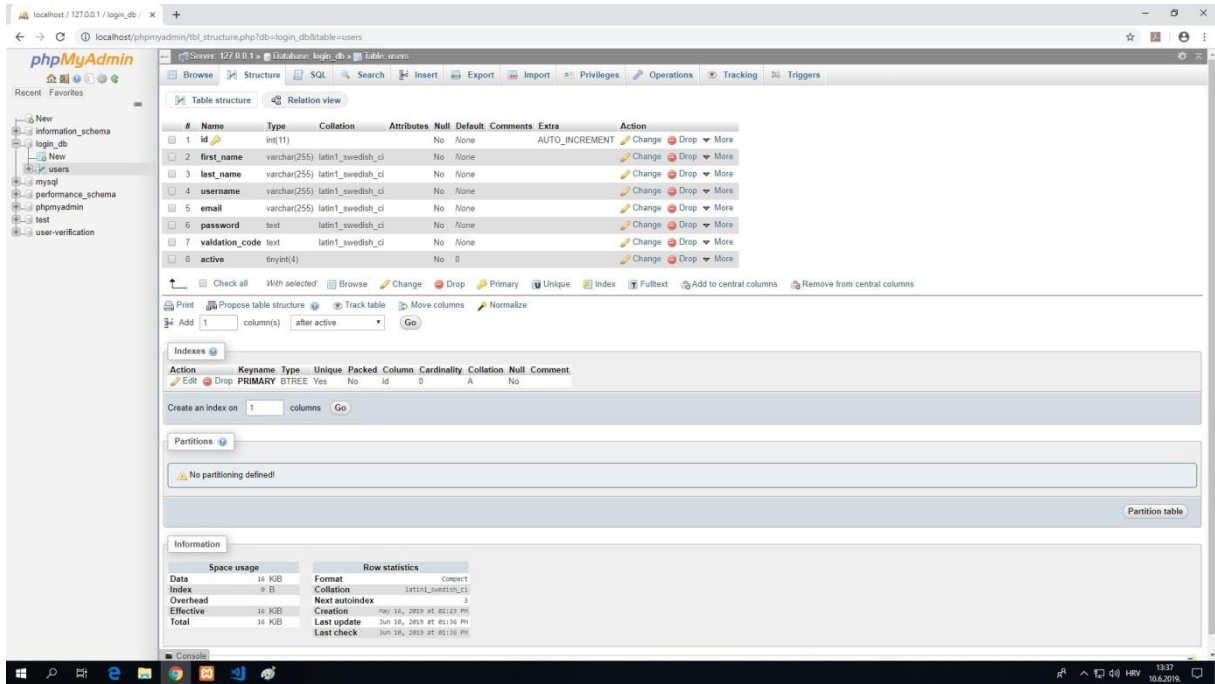 localhost / 127.0.0.1 / login_db /
localhost/phpmyadmin/tbl_structure.php?db=login_db&table=users
phpMyAdmin
Recent Favorites
New
information_schema
login_db
New
users
mysql
performance_schema
phpmyadmin
test
user-verification
Server: 127.0.0.1 » Database: login_db » Table: users
Browse Structure SQL Search Insert Export Import Privileges Operations Tracking Triggers
Table structure Relation view
# Name Type Collation Attributes Null Default Comments Extra Action
1 id int(11) No None AUTO_INCREMENT Change Drop More
2 first_name varchar(255) latin1_swedish_ci No None Change Drop More
3 last_name varchar(255) latin1_swedish_ci No None Change Drop More
4 username varchar(255) latin1_swedish_ci No None Change Drop More
5 email varchar(255) latin1_swedish_ci No None Change Drop More
6 password text latin1_swedish_ci No None Change Drop More
7 valdation_code text latin1_swedish_ci No None Change Drop More
8 active tinyint(4) No 0 Change Drop More
Check all With selected: Browse Change Drop Primary Unique Index Fulltext Add to central columns Remove from central columns
Print Propose table structure Track table Move columns Normalize
Add 1 column(s) after active Go
Indexes
Action Keyname Type Unique Packed Column Cardinality Collation Null Comment
Edit Drop PRIMARY BTREE Yes No id 0 A No
Create an index on 1 columns Go
Partitions
No partitioning defined!
Partition table
Information
Space usage
Data 16 KiB
Index 0 B
Overhead
Effective 16 KiB
Total 16 KiB
Row statistics
Format Compact
Collation latin1_swedish_ci
Next autoindex 3
Creation May 16, 2019 at 02:23 PM
Last update Jun 10, 2019 at 01:36 PM
Last check Jun 10, 2019 at 01:36 PM
Console
HRV
13:37
10.6.2019.